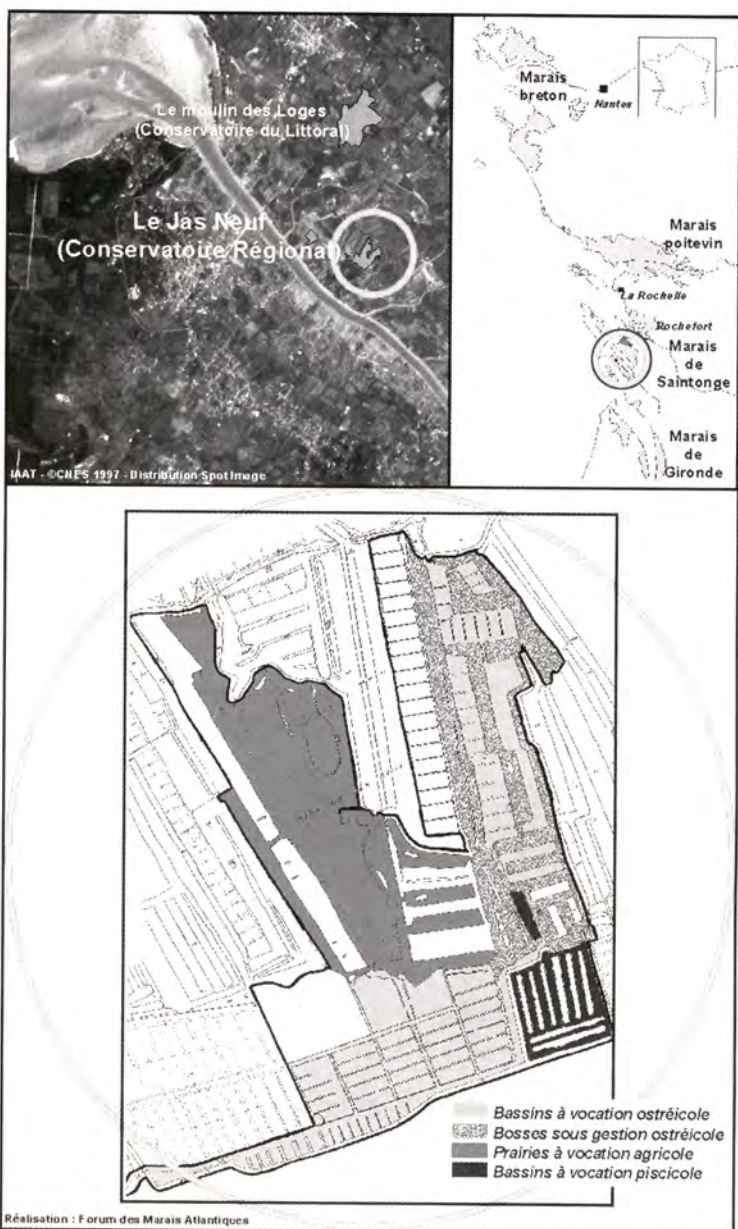 Le moulin des Loges
(Conservatoire du Littoral)
Le Jas Neuf
(Conservatoire Régional)
IAAT - ©CNES 1997 - Distribution Spot Image
Marais
breton
Nantes
Marais
poitevin
La Rochelle
Rochefort
Marais
de
Saintonge
Marais
de
Gironde
Bassins à vocation ostréicole
Bosses sous gestion ostréicole
Prairies à vocation agricole
Bassins à vocation piscicole
Réalisation : Forum des Marais Atlantiques